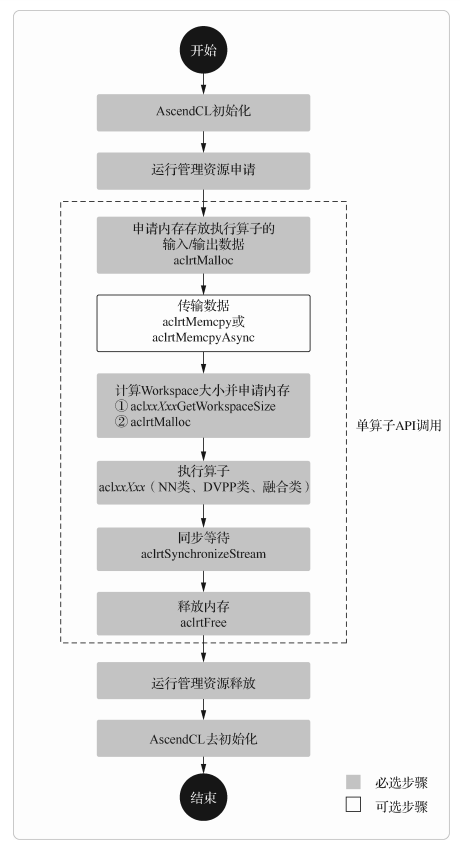 开始
AscendCL初始化
运行管理资源申请
申请内存存放执行算子的
输入/输出数据
aclrtMalloc
传输数据
aclrtMemcpy或
aclrtMemcpyAsync
计算Workspace大小并申请内存
①aclxxXxxGetWorkspaceSize
②aclrtMalloc
单算子API调用
执行算子
aclxxXxx（NN类、DVPP类、融合类）
同步等待
aclrtSynchronizeStream
释放内存
aclrtFree
运行管理资源释放
AscendCL去初始化
结束
必选步骤
可选步骤